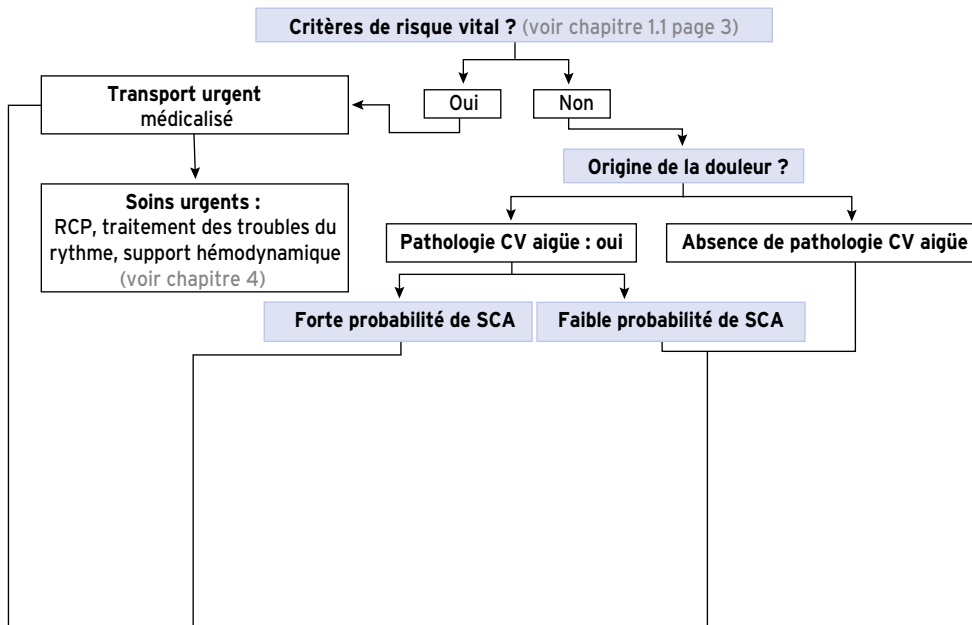 Critères de risque vital ? (voir chapitre 1.1 page 3)
Transport urgent
médicalisé
Oui
Non
Origine de la douleur ?
Soins urgents :
RCP, traitement des troubles du
rythme, support hémodynamique
(voir chapitre 4)
Pathologie CV aigüe : oui
Absence de pathologie CV aigüe
Forte probabilité de SCA
Faible probabilité de SCA